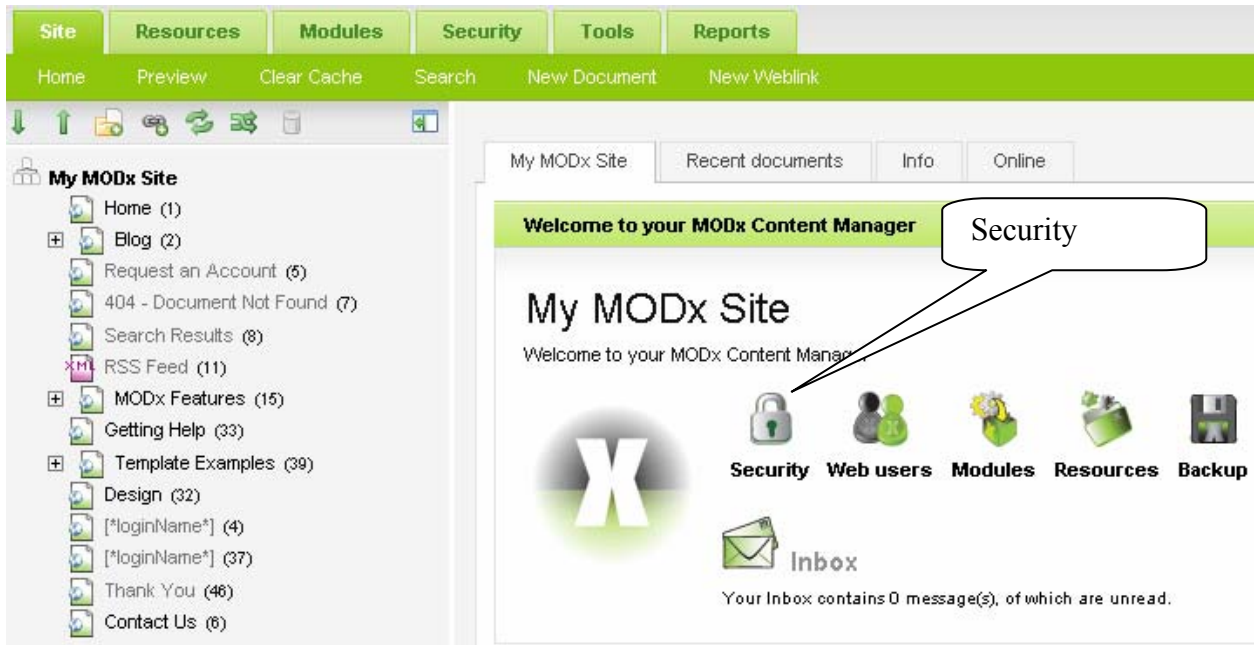 Site Resources Modules Security Tools Reports
Home Preview Clear Cache Search New Document New Weblink
My MODx Site
Home (1)
Blog (2)
Request an Account (5)
404 - Document Not Found (7)
Search Results (8)
XML RSS Feed (11)
MODx Features (15)
Getting Help (33)
Template Examples (39)
Design (32)
[*loginName*] (4)
[*loginName*] (37)
Thank You (46)
Contact Us (6)
My MODx Site Recent documents Info Online
Welcome to your MODx Content Manager
Security
My MODx Site
Welcome to your MODx Content Manager
X
Security Web users Modules Resources Backup
Inbox
Your Inbox contains 0 message(s), of which are unread.